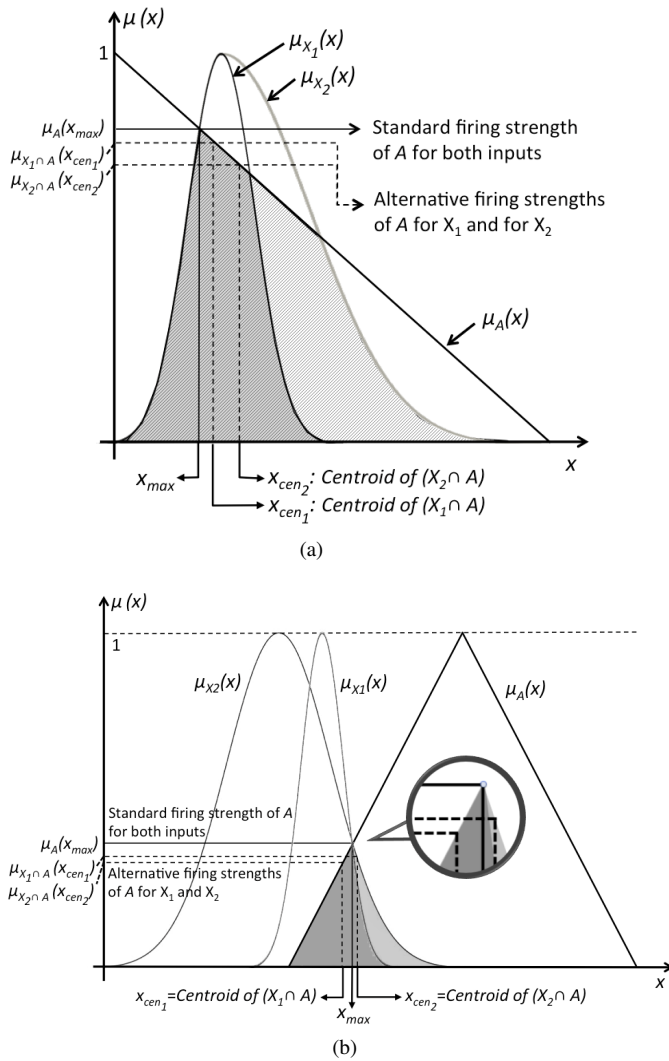 μ (x)
1
μX1(x)
μX2(x)
μA(xmax)
Standard firing strength
of A for both inputs
μX1∩A (xcen1)
μX2∩A (xcen2)
Alternative firing strengths
of A for X1 and for X2
μA(x)
x
xmax
xcen2: Centroid of (X2∩ A)
xcen1: Centroid of (X1∩ A)
(a)
μ (x)
1
μX2(x)
μX1(x)
μA(x)
Standard firing strength of A
for both inputs
μA(xmax)
μX1∩A (xcen1)
μX2∩A (xcen2)
Alternative firing strengths
of A for X1 and X2
x
xcen1=Centroid of (X1∩ A)
xcen2=Centroid of (X2∩ A)
xmax
(b)